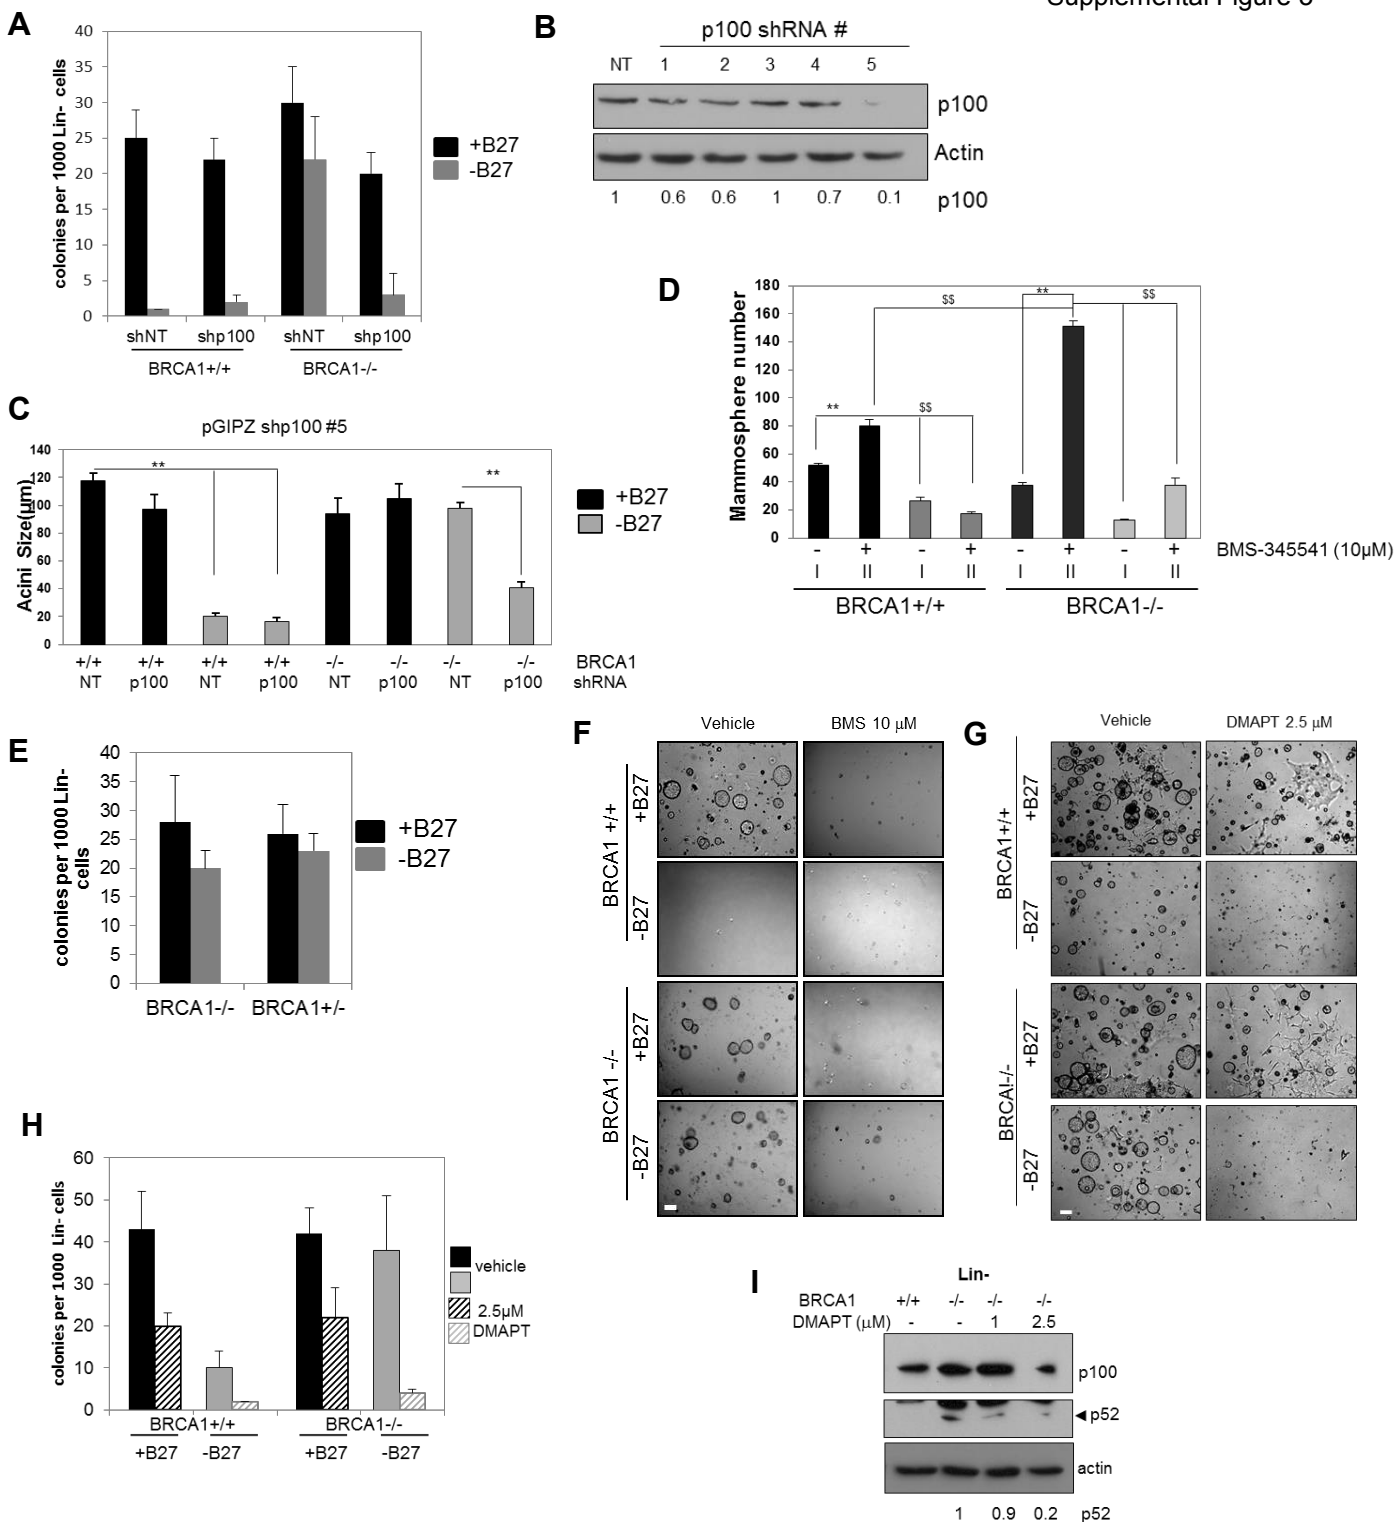 A
colonies per 1000 Lin- cells
40
35
30
25
20
15
10
5
0
shNT shp100 shNT shp100
BRCA1+/+ BRCA1-/-
+B27
-B27
B
p100 shRNA #
NT 1 2 3 4 5
p100
Actin
1 0.6 0.6 1 0.7 0.1 p100
C
pGIPZ shp100 #5
Acini Size(μm)
140
120
100
80
60
40
20
0
** **
+/+ +/+ +/+ +/+ -/- -/- -/- -/- BRCA1
NT p100 NT p100 NT p100 NT p100 shRNA
+B27
-B27
D
Mammosphere number
180
160
140
120
100
80
60
40
20
0
$$ ** $$
** $$
- + - + - + - + BMS-345541 (10μM)
I II I II I II I II
BRCA1+/+ BRCA1-/-
E
colonies per 1000 Lin-
cells
40
35
30
25
20
15
10
5
0
BRCA1-/- BRCA1+/-
+B27
-B27
F
Vehicle BMS 10 μM
BRCA1 +/+
+B27
-B27
BRCA1 -/-
+B27
-B27
G
Vehicle DMAPT 2.5 μM
BRCA1+/+
+B27
-B27
BRCA!-/-
+B27
-B27
H
colonies per 1000 Lin- cells
60
50
40
30
20
10
0
BRCA1+/+ BRCA1-/-
+B27 -B27 +B27 -B27
vehicle
2.5μM
DMAPT
I
Lin-
BRCA1 +/+ -/- -/- -/-
DMAPT (μM) - - 1 2.5
p100
◄ p52
actin
1 0.9 0.2 p52